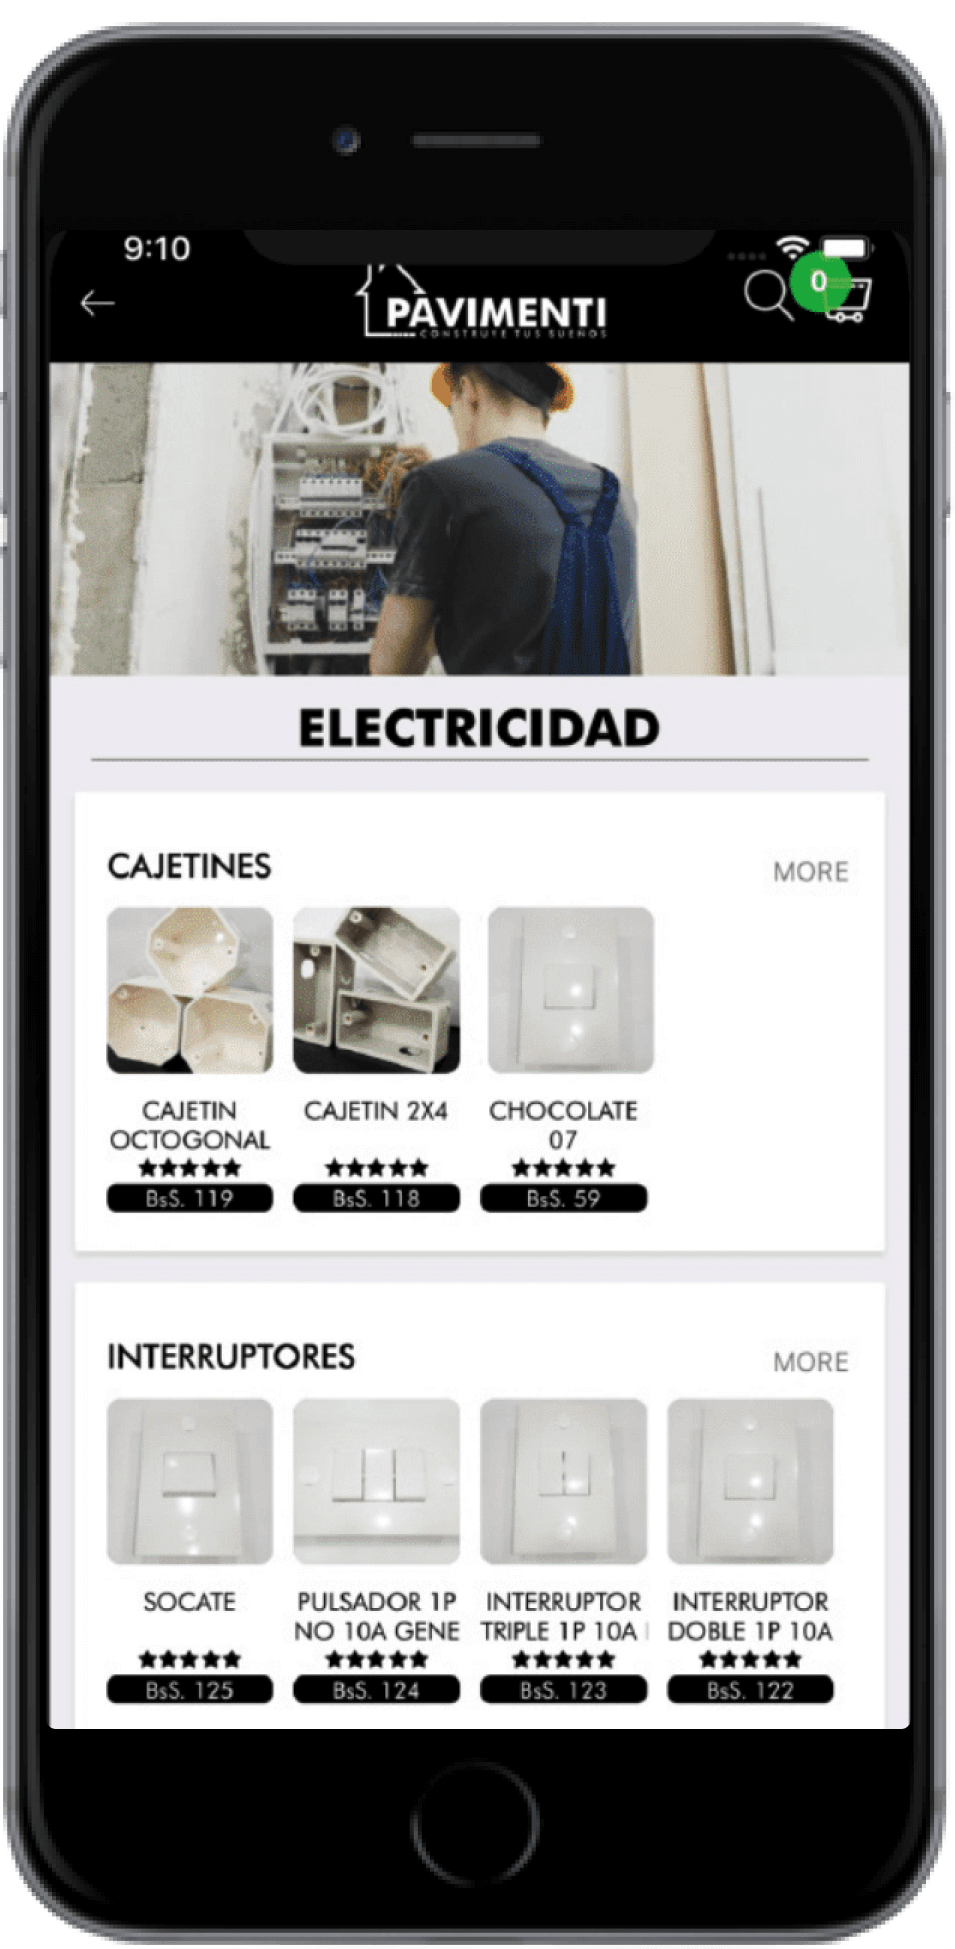 9:10
0
PAVIMENTI
CONSTRUYE TUS SUEÑOS
ELECTRICIDAD
CAJETINES
MORE
CAJETIN
OCTOGONAL
BsS. 119
CAJETIN 2X4
BsS. 118
CHOCOLATE
07
BsS. 59
INTERRUPTORES
MORE
SOCATE
BsS. 125
PULSADOR 1P
NO 10A GENE
BsS. 124
INTERRUPTOR
TRIPLE 1P 10A
BsS. 123
INTERRUPTOR
DOBLE 1P 10A
BsS. 122